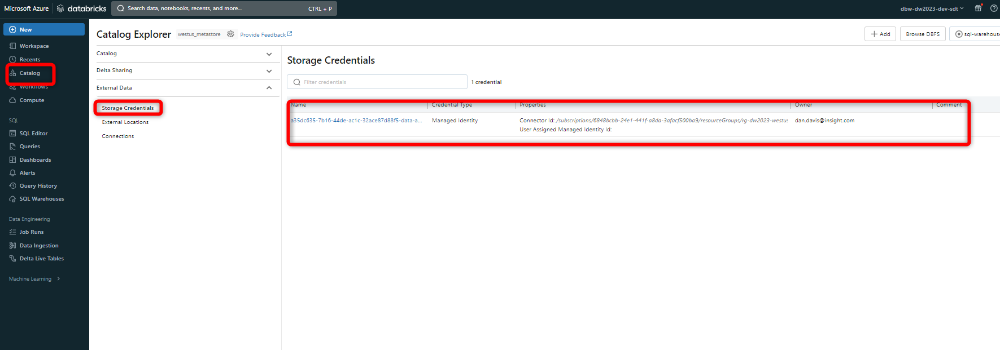 Microsoft Azure databricks Search data, notebooks, recents, and more... CTRL + P dbw-dw2023-dev-sdt
New
Workspace
Recents
Catalog
Workflows
Compute
SQL
SQL Editor
Queries
Dashboards
Alerts
Query History
SQL Warehouses
Data Engineering
Job Runs
Data Ingestion
Delta Live Tables
Machine Learning
Catalog Explorer westus_metastore Provide Feedback Add Browse DBFS sql-warehouse
Catalog
Delta Sharing
External Data
Storage Credentials
External Locations
Connections
Storage Credentials
Filter credentials 1 credential
Name Credential Type Properties Owner Comment
a35dc635-7b16-44de-ac1c-32ace87d88f5-data-a... Managed Identity Connector Id: /subscriptions/6848bcbb-24e1-441f-a8da-3afacf500ba9/resourceGroups/rg-dw2023-westus dan.davis@insight.com
User Assigned Managed Identity Id: